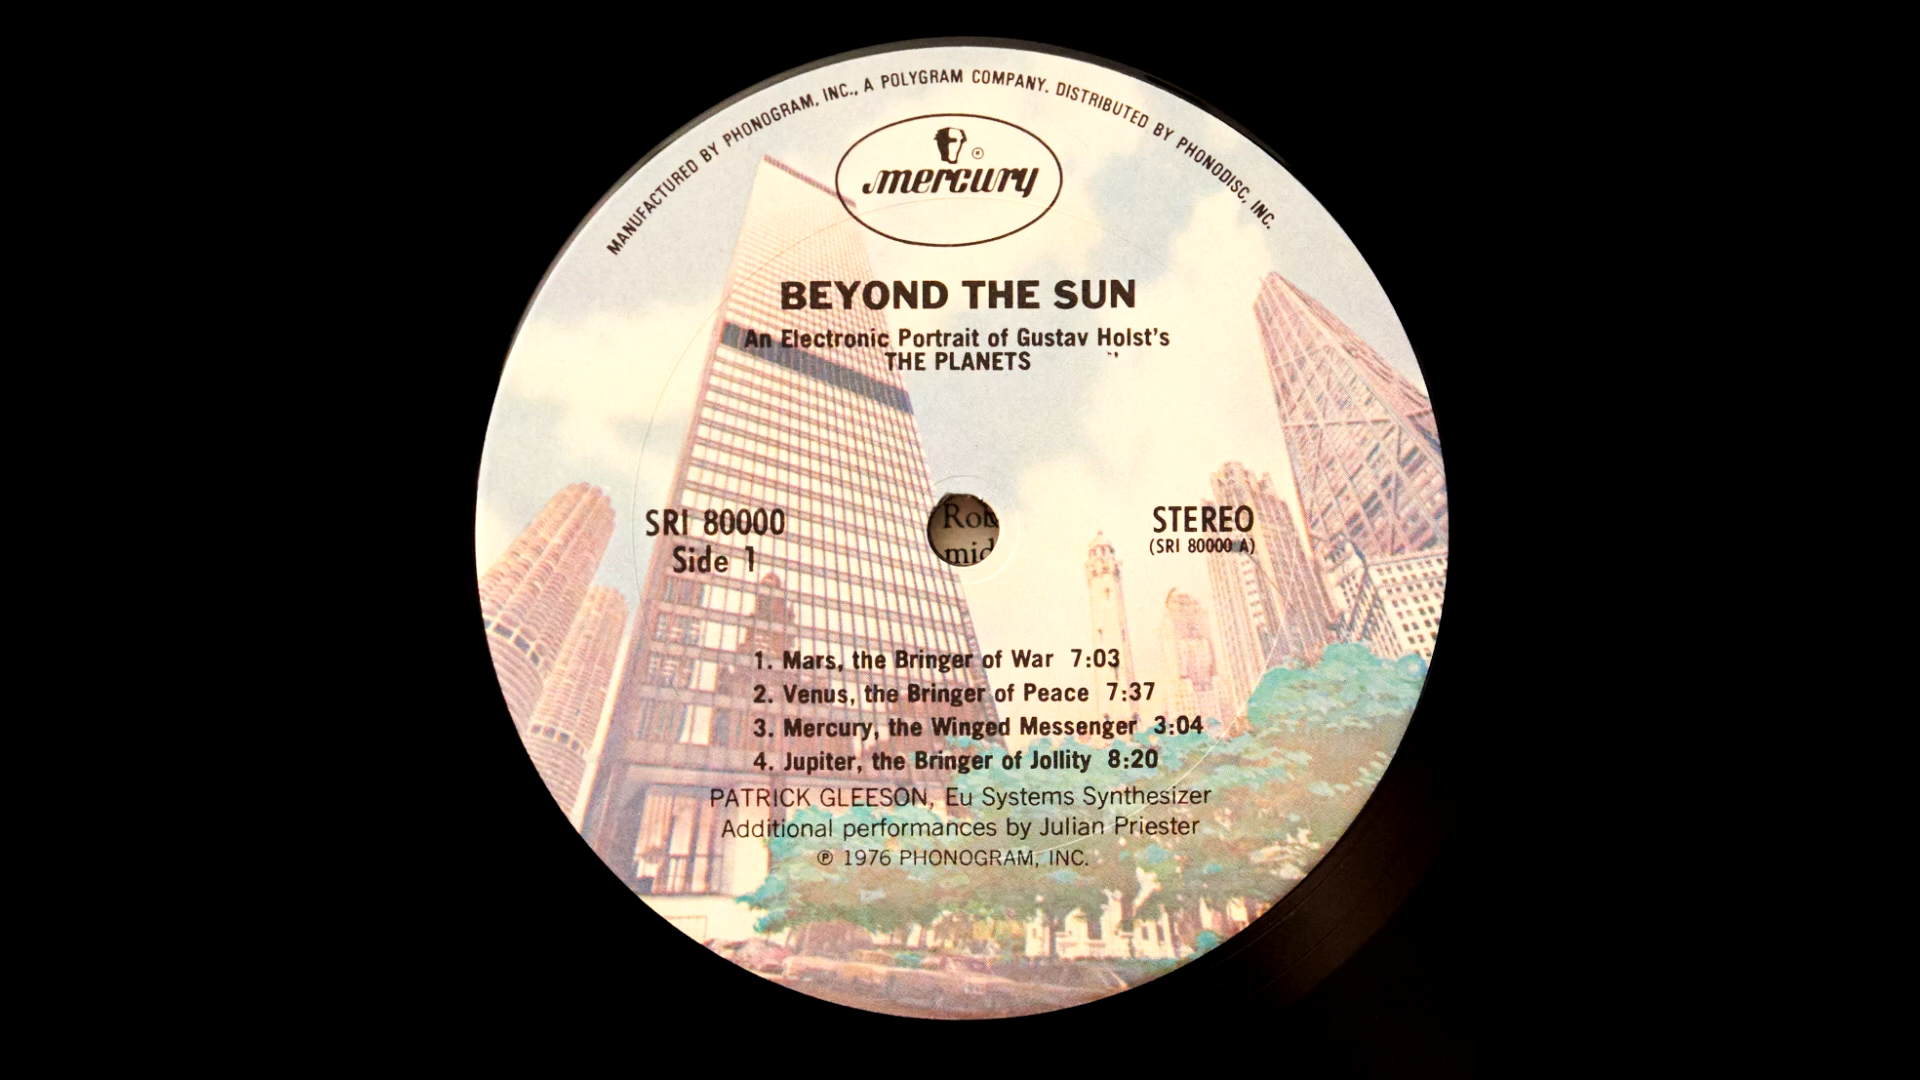 MANUFACTURED BY PHONOGRAM, INC., A POLYGRAM COMPANY. DISTRIBUTED BY PHONODISC, INC.
®
mercury
BEYOND THE SUN
An Electronic Portrait of Gustav Holst's
THE PLANETS
SRI 80000
Side 1
STEREO
(SRI 80000 A)
1. Mars, the Bringer of War 7:03
2. Venus, the Bringer of Peace 7:37
3. Mercury, the Winged Messenger 3:04
4. Jupiter, the Bringer of Jollity 8:20
PATRICK GLEESON, Eu Systems Synthesizer
Additional performances by Julian Priester
℗ 1976 PHONOGRAM, INC.